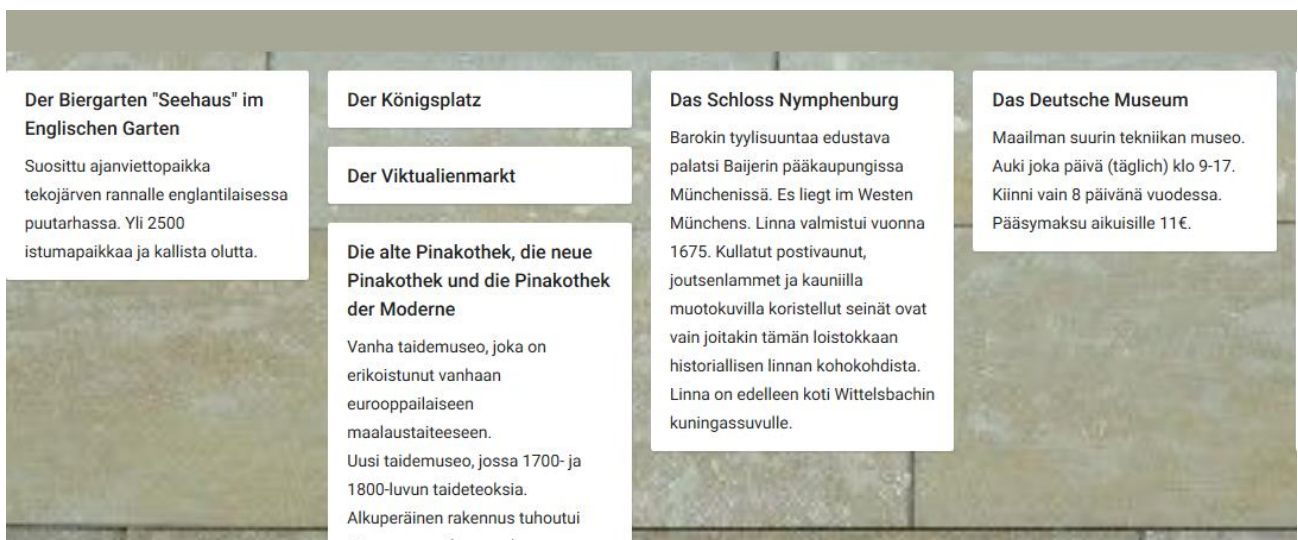 Der Biergarten "Seehaus" im
Englischen Garten
Suosittu ajanviettopaikka
tekojärven rannalle englantilaisessa
puutarhassa. Yli 2500
istumapaikkaa ja kallista olutta.
Der Königsplatz
Der Viktualienmarkt
Die alte Pinakothek, die neue
Pinakothek und die Pinakothek
der Moderne
Vanha taidemuseo, joka on
erikoistunut vanhaan
eurooppailaiseen
maalaustaiteeseen.
Uusi taidemuseo, jossa 1700- ja
1800-luvun taideteoksia.
Alkuperäinen rakennus tuhoutui
Das Schloss Nymphenburg
Barokin tyylisuuntaa edustava
palatsi Baijerin pääkaupungissa
Münchenissä. Es liegt im Westen
Münchens. Linna valmistui vuonna
1675. Kullatut postivaunut,
joutsenlammet ja kauniilla
muotokuvilla koristellut seinät ovat
vain joitakin tämän loistokkaan
historiallisen linnan kohokohdista.
Linna on edelleen koti Wittelsbachin
kuningassuvulle.
Das Deutsche Museum
Maailman suurin tekniikan museo.
Auki joka päivä (täglich) klo 9-17.
Kiinni vain 8 päivänä vuodessa.
Pääsymaksu aikuisille 11€.